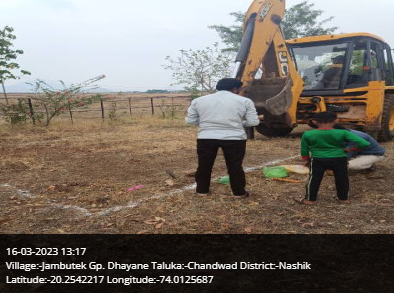 16-03-2023 13:17
Village:-Jambutek Gp. Dhayane Taluka:-Chandwad District:-Nashik
Latitude:-20.2542217 Longitude:-74.0125687